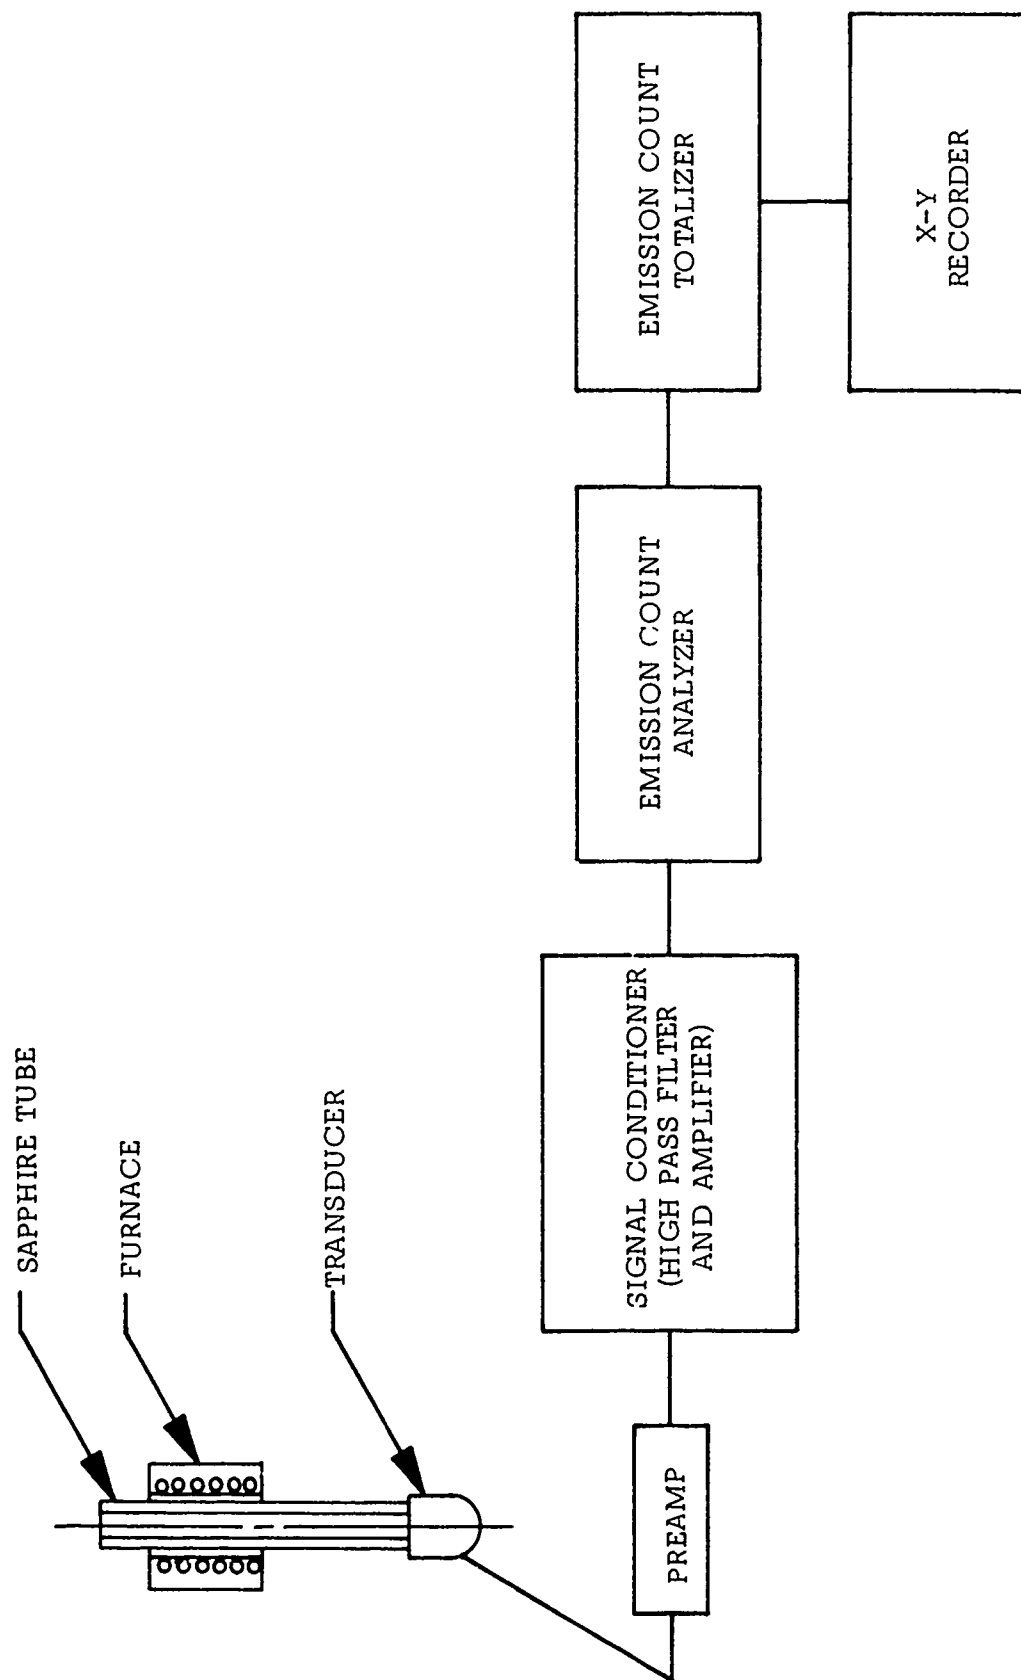 SAPPHIRE TUBE
FURNACE
TRANSDUCER
PREAMP
SIGNAL CONDITIONER
(HIGH PASS FILTER
AND AMPLIFIER)
EMISSION COUNT
ANALYZER
EMISSION COUNT
TOTALIZER
X-Y
RECORDER